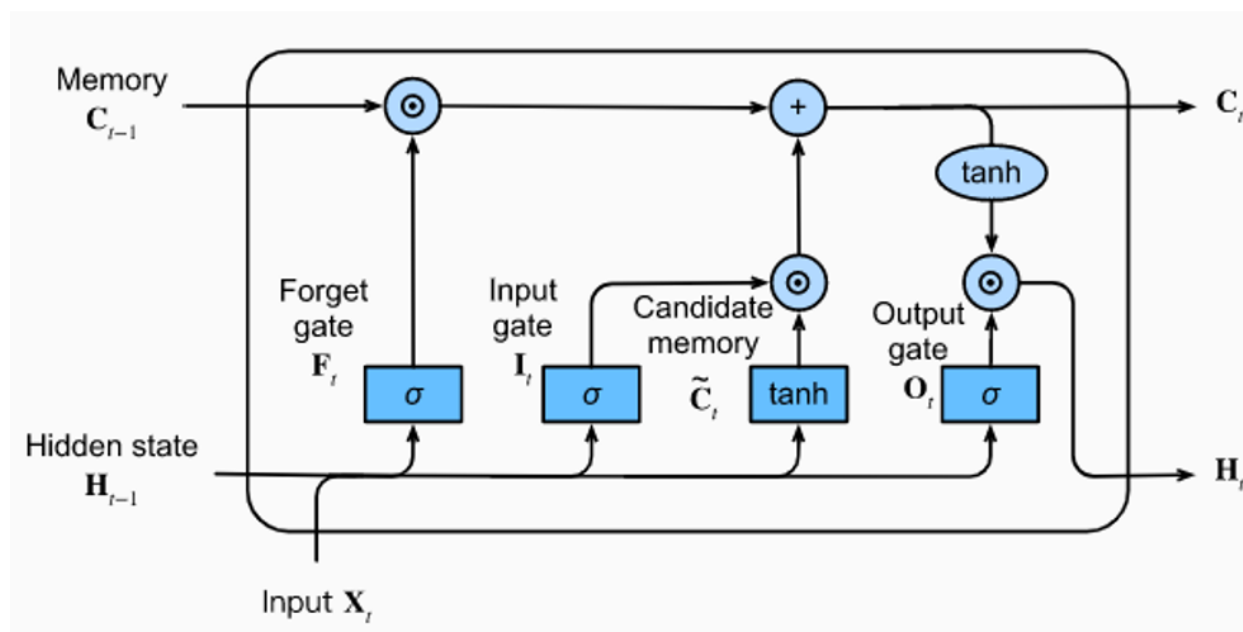 Memory
C_{t-1}
⊙
+
C_t
tanh
Forget
gate
F_t
σ
Input
gate
I_t
σ
⊙
Candidate
memory
C̃_t
tanh
⊙
Output
gate
O_t
σ
Hidden state
H_{t-1}
H_t
Input X_t